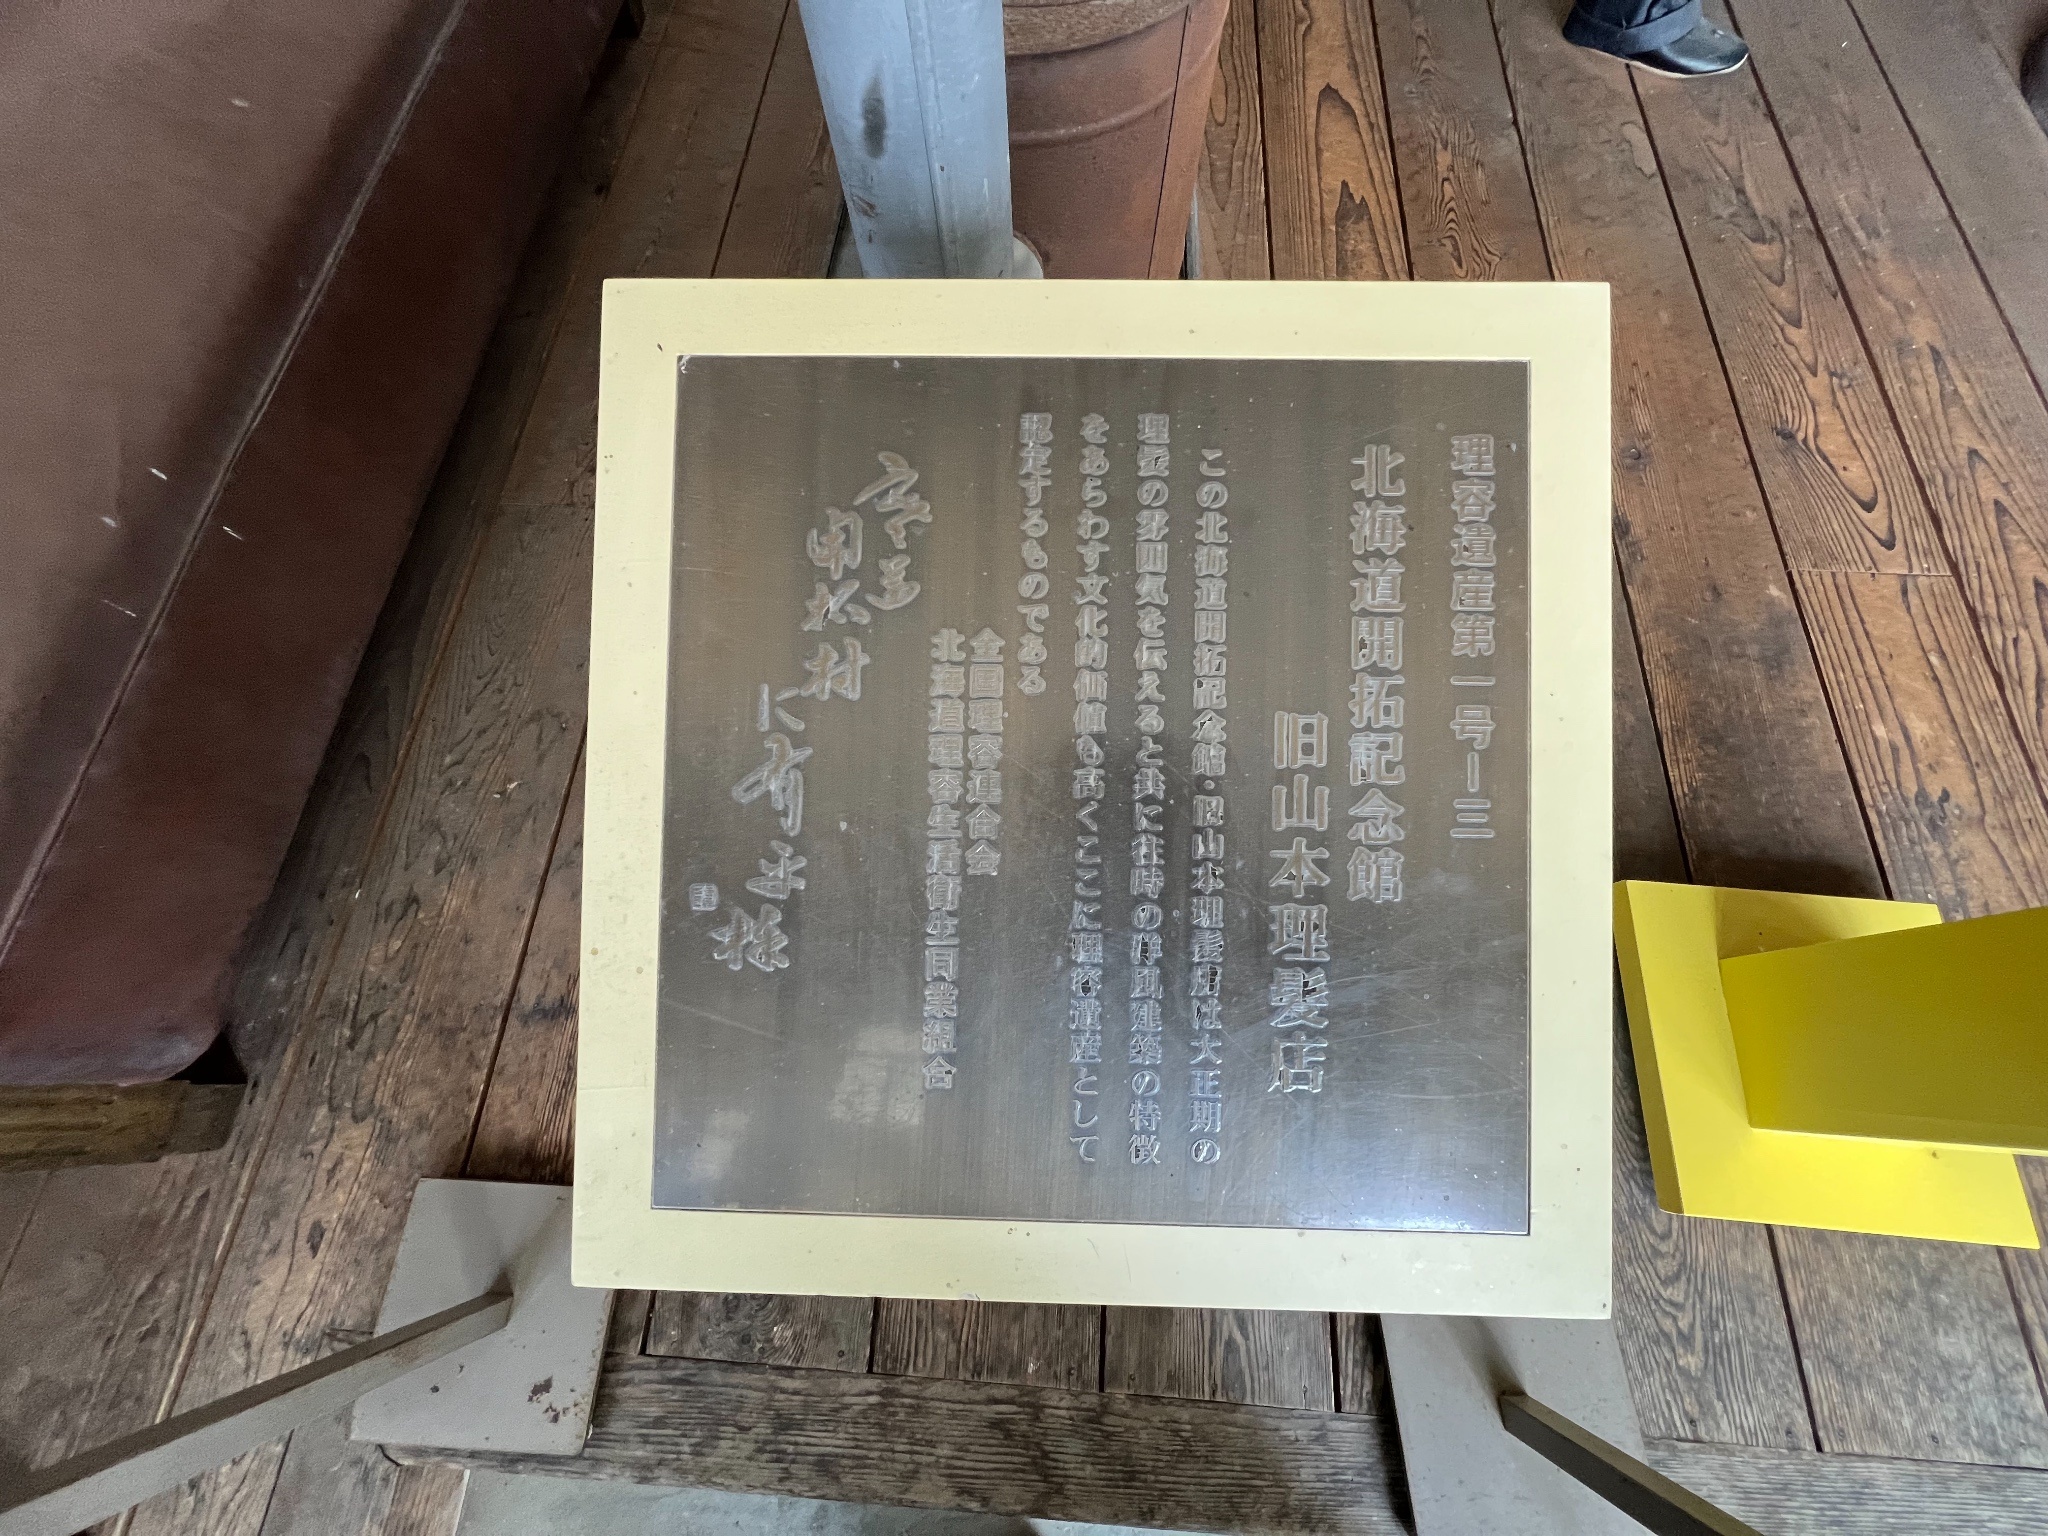 理容遺産第一号ー三
北海道開拓記念館
旧山本理髪店
この北海道開拓記念館・旧山本理髪店は大正期の
理髪の雰囲気を伝えると共に往時の洋風建築の特徴
をあらわす文化的価値も高くここに理容遺産として
認定するものである
全国理容連合会
北海道理容生活衛生同業組合